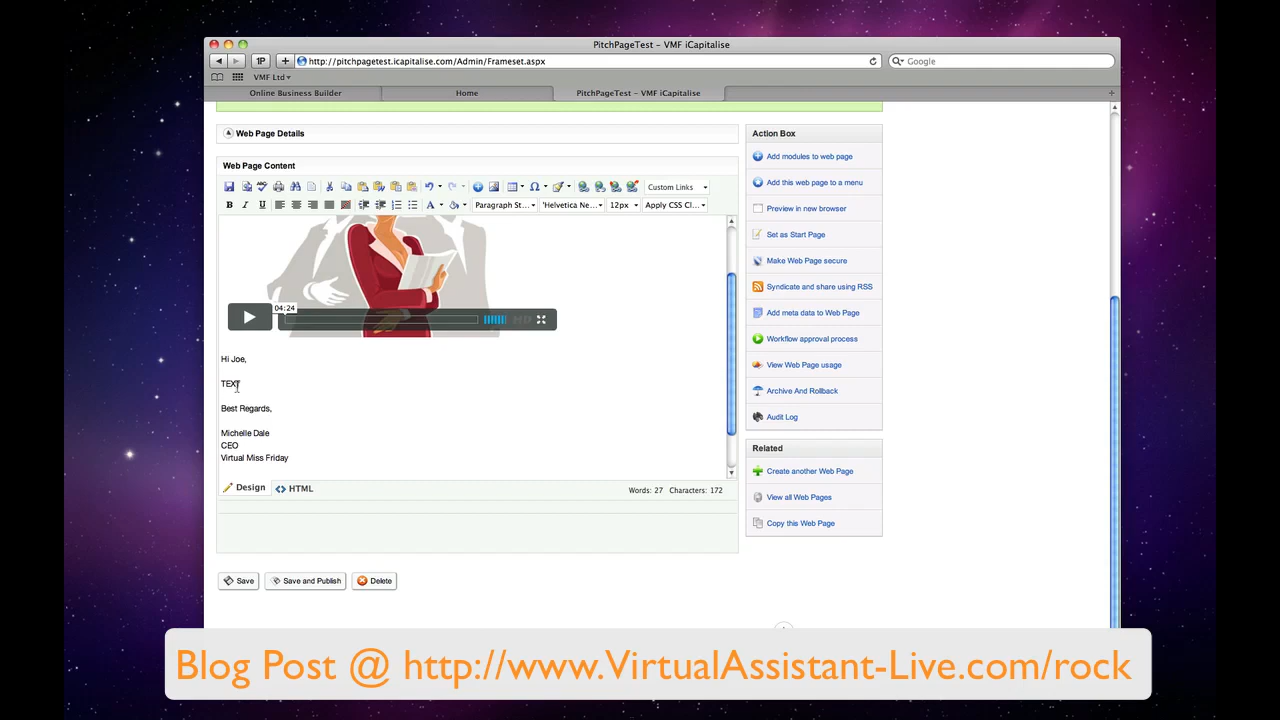 PitchPageTest – VMF iCapitalise
1P
http://pitchpagetest.icapitalise.com/Admin/Frameset.aspx
Google
VMF Ltd
Online Business Builder
Home
PitchPageTest – VMF iCapitalise
Web Page Details
Web Page Content
Custom Links
B I U
Paragraph St...
'Helvetica Ne...
12px
Apply CSS Cl...
04:24
Hi Joe,
TEXT
Best Regards,
Michelle Dale
CEO
Virtual Miss Friday
Design
HTML
Words: 27 Characters: 172
Save
Save and Publish
Delete
Action Box
Add modules to web page
Add this web page to a menu
Preview in new browser
Set as Start Page
Make Web Page secure
Syndicate and share using RSS
Add meta data to Web Page
Workflow approval process
View Web Page usage
Archive And Rollback
Audit Log
Related
Create another Web Page
View all Web Pages
Copy this Web Page
Blog Post @ http://www.VirtualAssistant-Live.com/rock